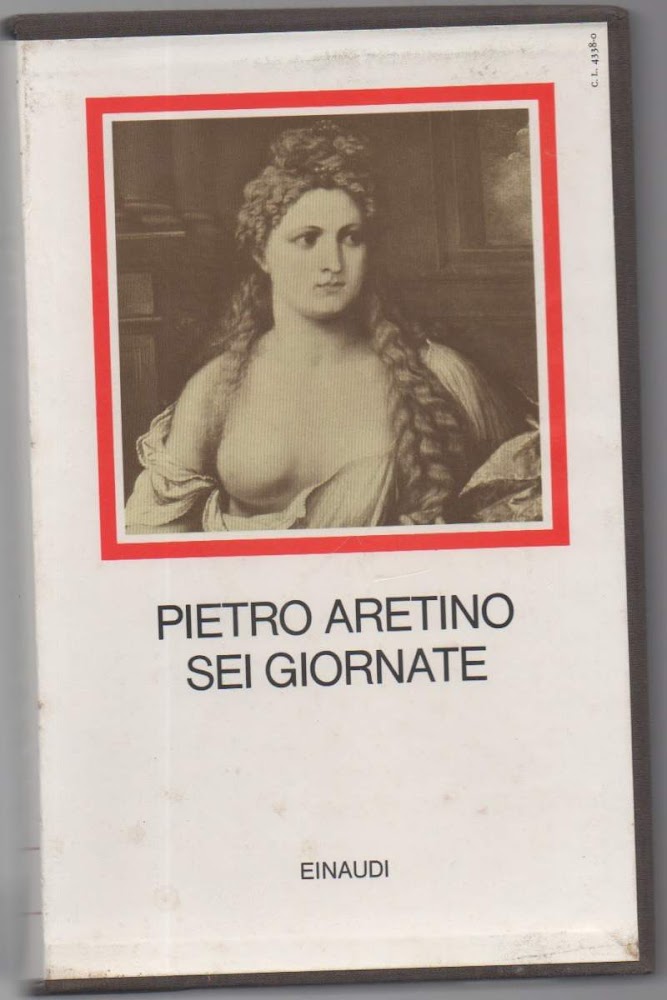 C. L. 4338-0
PIETRO ARETINO
SEI GIORNATE
EINAUDI